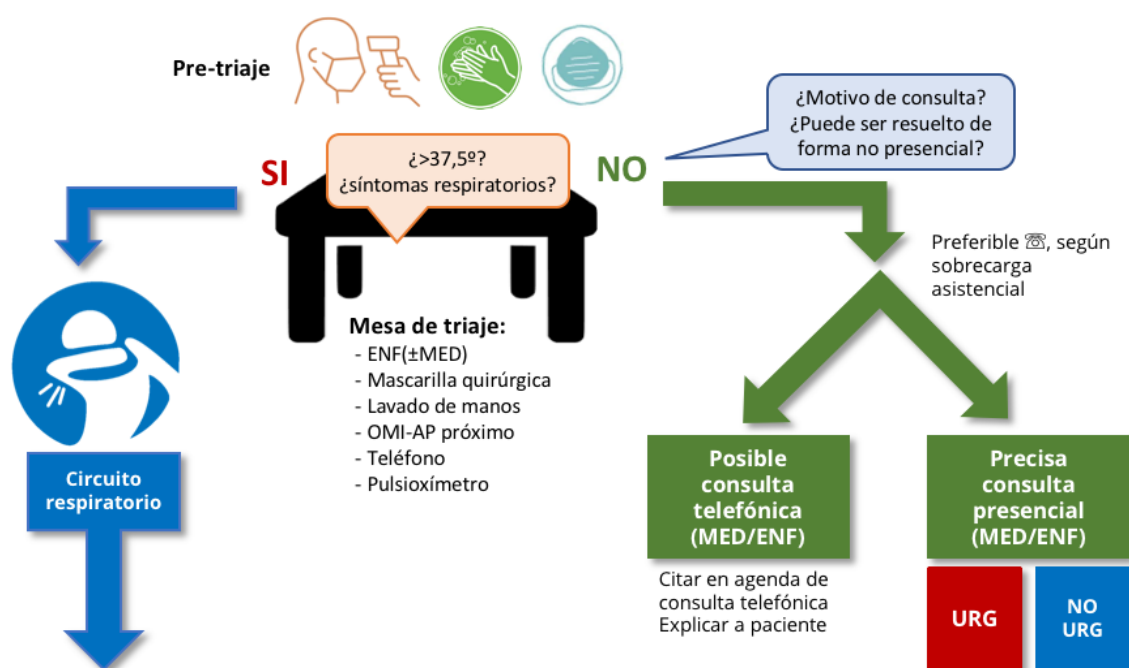 Pre-triaje
¿Motivo de consulta?
¿Puede ser resuelto de
forma no presencial?
SI
¿>37,5º?
¿síntomas respiratorios?
NO
Preferible ☏, según
sobrecarga
asistencial
Mesa de triaje:
- ENF(±MED)
- Mascarilla quirúrgica
- Lavado de manos
- OMI-AP próximo
- Teléfono
- Pulsioxímetro
Circuito
respiratorio
Posible
consulta
telefónica
(MED/ENF)
Citar en agenda de
consulta telefónica
Explicar a paciente
Precisa
consulta
presencial
(MED/ENF)
URG
NO
URG